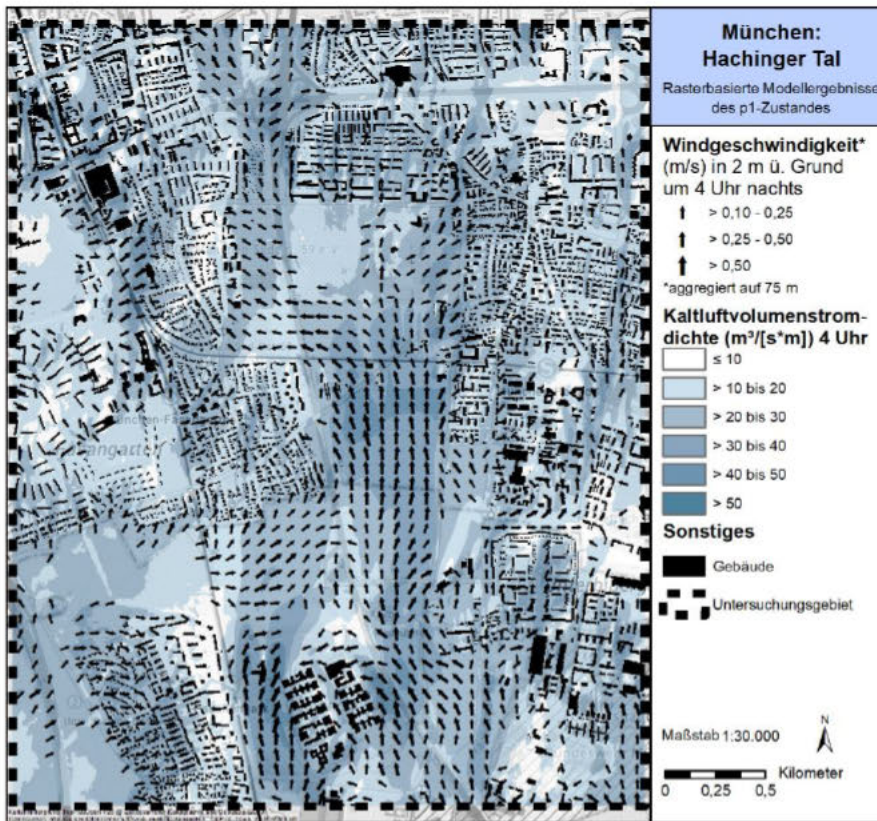 München:
Hachinger Tal
Rasterbasierte Modellergebnisse
des p1-Zustandes
Windgeschwindigkeit*
(m/s) in 2 m ü. Grund
um 4 Uhr nachts
> 0,10 - 0,25
> 0,25 - 0,50
> 0,50
*aggregiert auf 75 m
Kaltluftvolumenstrom-
dichte (m³/[s*m]) 4 Uhr
≤ 10
> 10 bis 20
> 20 bis 30
> 30 bis 40
> 40 bis 50
> 50
Sonstiges
Gebäude
Untersuchungsgebiet
Maßstab 1:30.000
N
Kilometer
0 0,25 0,5